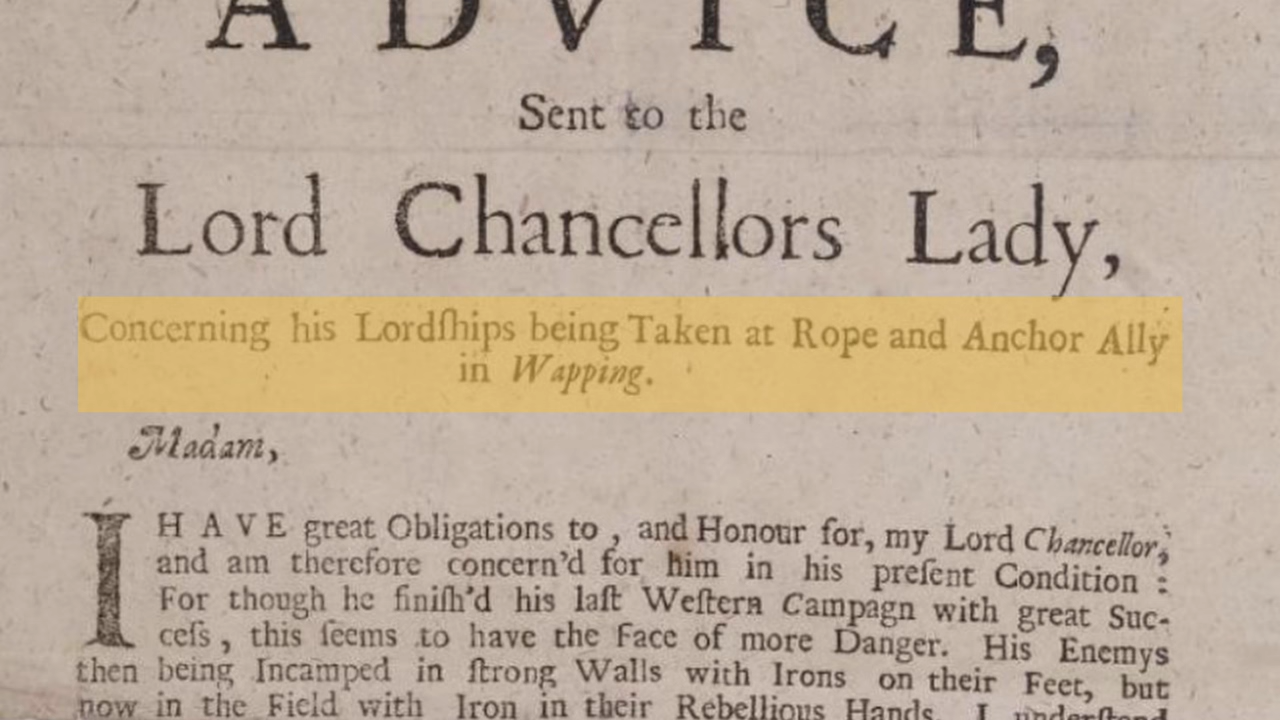 ADVICE,
Sent to the
Lord Chancellors Lady,
Concerning his Lordſhips being Taken at Rope and Anchor Ally
in Wapping.
Madam,
I HAVE great Obligations to , and Honour for, my Lord Chancellor;
and am therefore concern'd for him in his preſent Condition :
For though he finiſh'd his laſt Weſtern Campagn with great Suc-
ceſs , this ſeems to have the Face of more Danger. His Enemys
then being Incamped in ſtrong Walls with Irons on their Feet, but
now in the Field with Iron in their Rebellious Hands. I underſtand